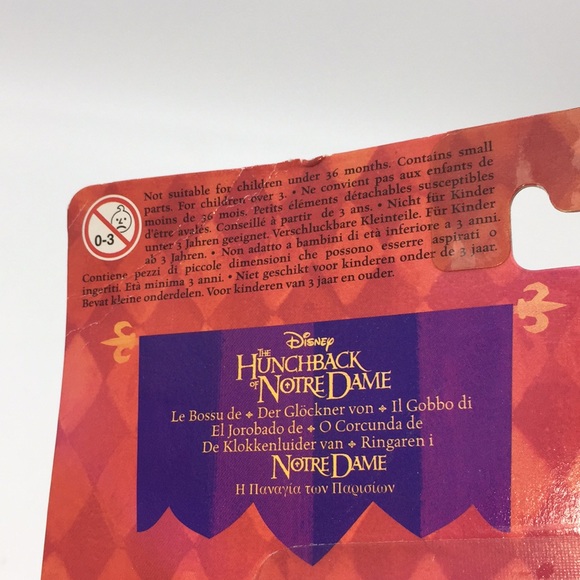 Not suitable for children under 36 months. Contains small
parts. For children over 3. • Ne convient pas aux enfants de
moins de 36 mois. Petits éléments détachables susceptibles
d'être avalés. Conseillé à partir de 3 ans. • Nicht für Kinder
unter 3 Jahren geeignet. Verschluckbare Kleinteile. Für Kinder
ab 3 Jahren. • Non adatto a bambini di età inferiore a 3 anni.
Contiene pezzi di piccole dimensioni che possono esserre aspirati o
ingeriti. Età minima 3 anni. • Niet geschikt voor kinderen onder de 3 jaar.
Bevat kleine onderdelen. Voor kinderen van 3 jaar en ouder.
0-3
Disney
THE
HUNCHBACK
OF NOTRE DAME
Le Bossu de ✦ Der Glöckner von ✦ Il Gobbo di
El Jorobado de ✦ O Corcunda de
De Klokkenluider van ✦ Ringaren i
NOTRE DAME
Η Παναγία των Παρισίων